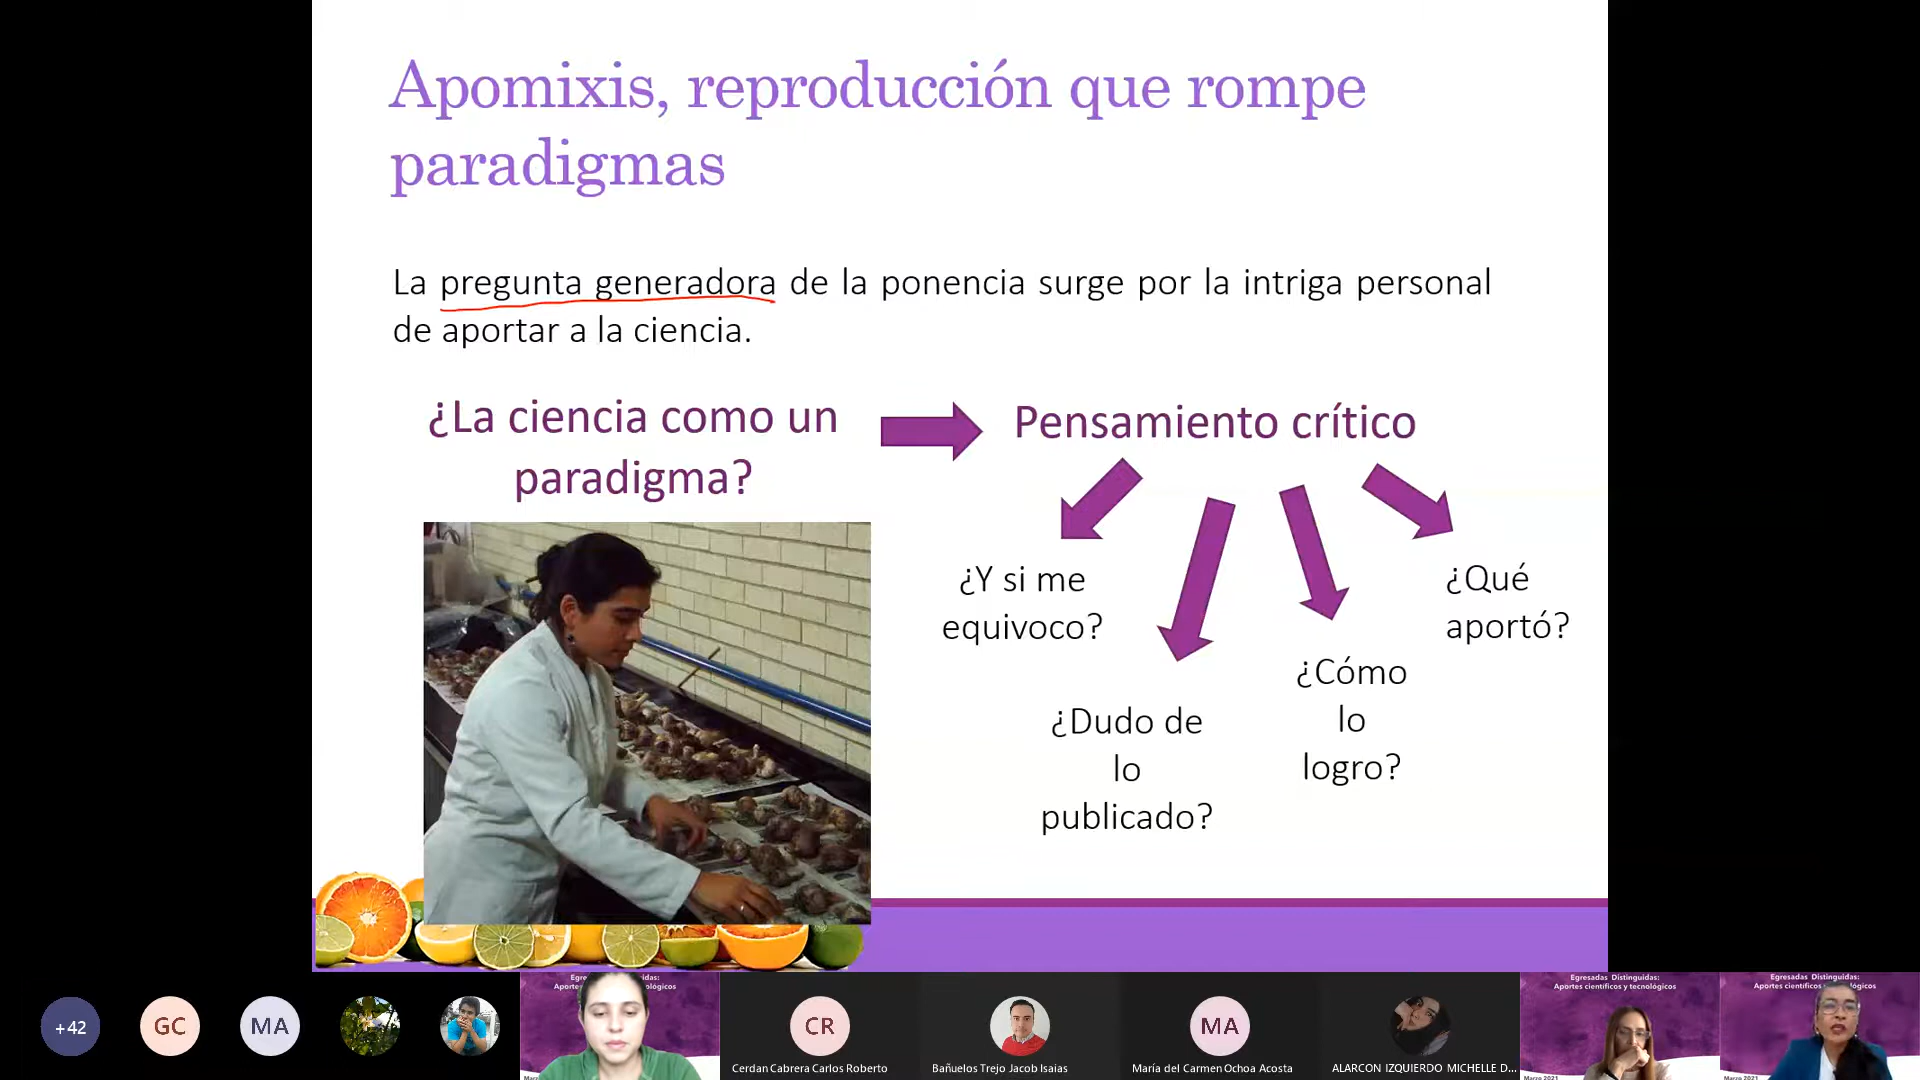 Apomixis, reproducción que rompe
paradigmas
La pregunta generadora de la ponencia surge por la intriga personal
de aportar a la ciencia.
¿La ciencia como un
paradigma?
Pensamiento crítico
¿Y si me
equivoco?
¿Dudo de
lo
publicado?
¿Cómo
lo
logro?
¿Qué
aportó?
+42
GC
MA
CR
Cerdan Cabrera Carlos Roberto
Bañuelos Trejo Jacob Isaias
MA
María del Carmen Ochoa Acosta
ALARCON IZQUIERDO MICHELLE D...
Egresadas Distinguidas:
Aportes científicos y tecnológicos
Marzo 2021
Egresadas Distinguidas:
Marzo 2021